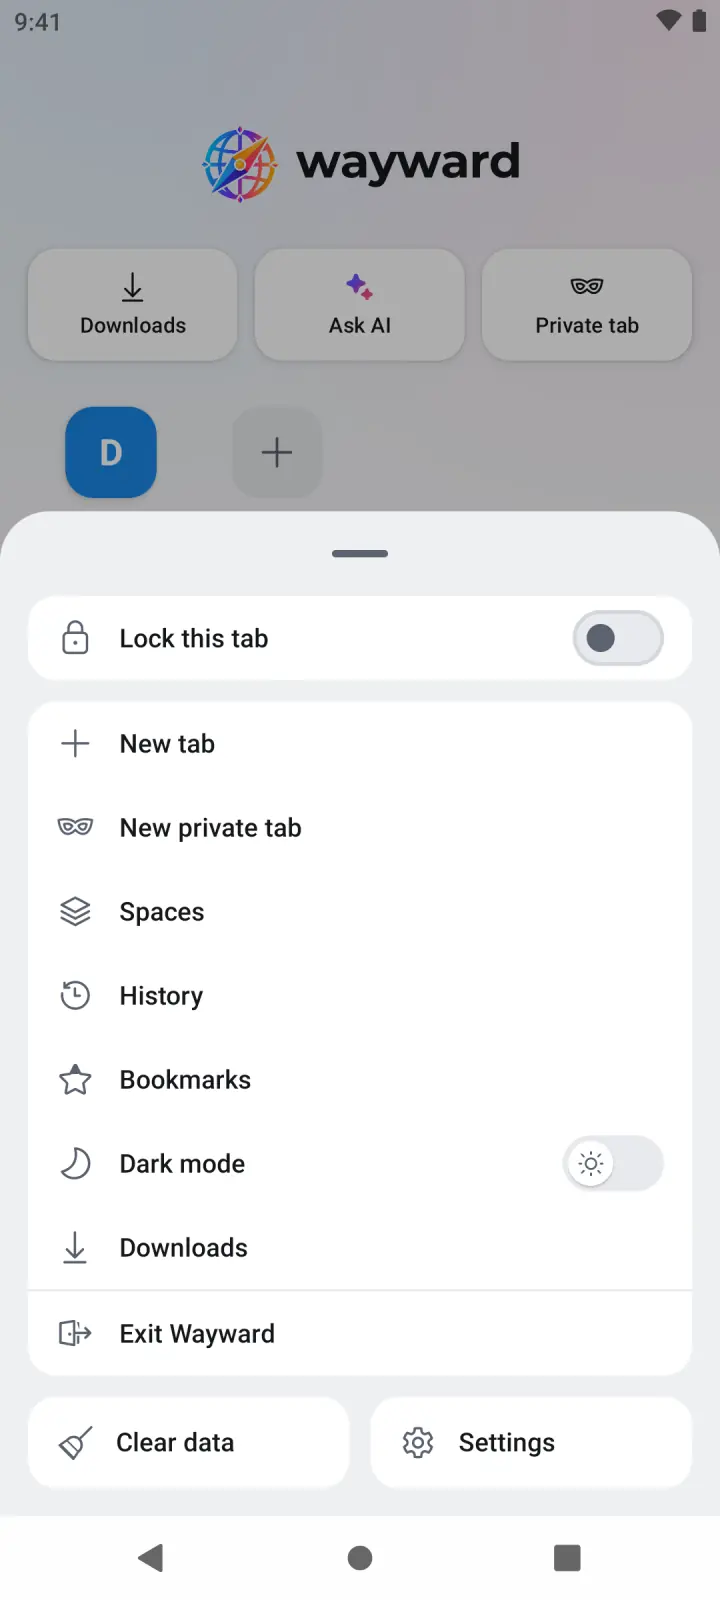 9:41
wayward
Downloads
Ask AI
Private tab
D
Lock this tab
New tab
New private tab
Spaces
History
Bookmarks
Dark mode
Downloads
Exit Wayward
Clear data
Settings